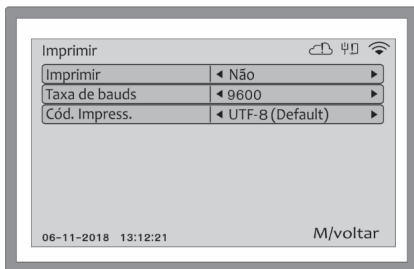 Imprimir
Imprimir Não
Taxa de bauds 9600
Cód. Impress. UTF-8 (Default)
06-11-2018 13:12:21 M/voltar